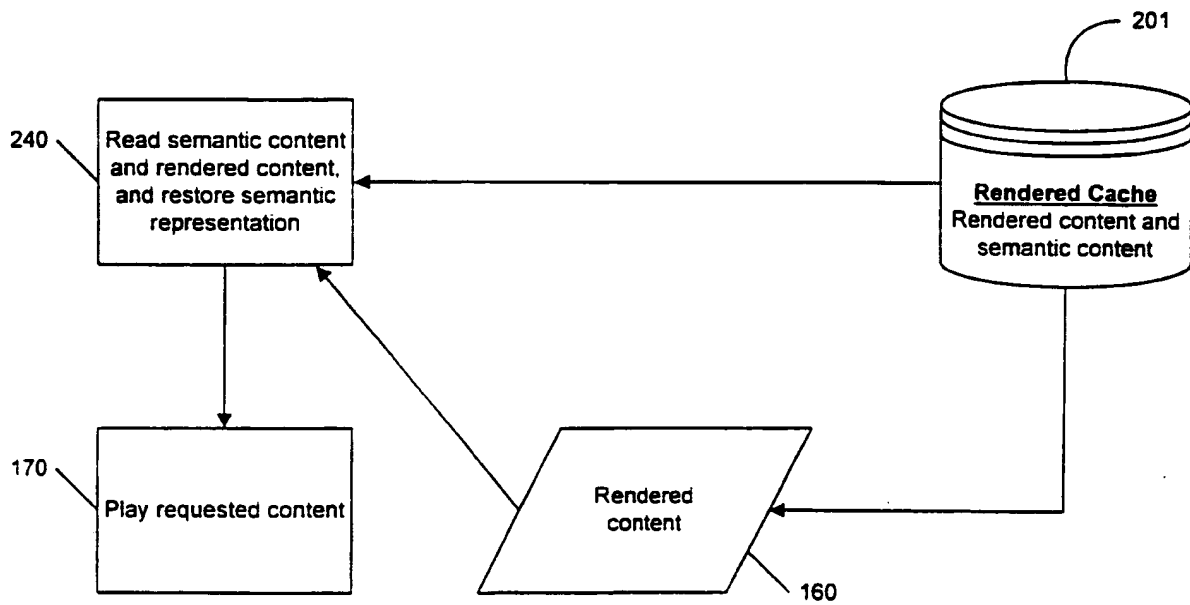 201
240
Read semantic content
and rendered content,
and restore semantic
representation
Rendered Cache
Rendered content and
semantic content
170
Play requested content
Rendered
content
160